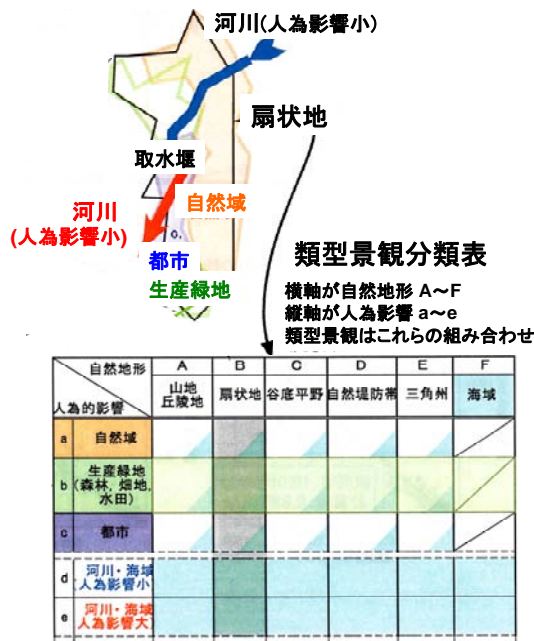 河川(人為影響小)
扇状地
取水堰
自然域
河川
(人為影響小)
都市
生産緑地
類型景観分類表
横軸が自然地形 A～F
縦軸が人為影響 a～e
類型景観はこれらの組み合わせ
自然地形
人為的影響
A
山地
丘陵地
B
扇状地
C
谷底平野
D
自然堤防帯
E
三角州
F
海域
a
自然域
b
生産緑地
(森林, 畑地,
水田)
c
都市
d
河川・海域
(人為影響小
e
河川・海域
人為影響大)